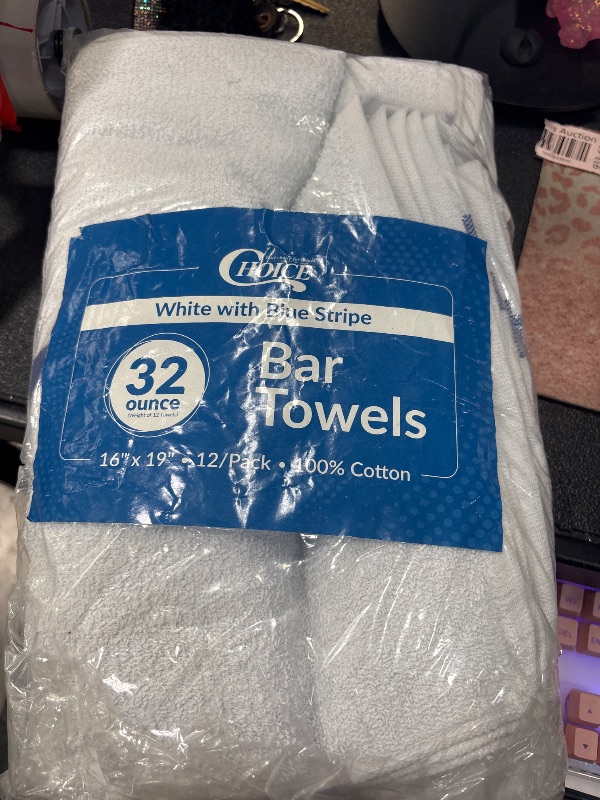 CHOICE
White with Blue Stripe
32
ounce
(Weight of 12 Towels)
Bar
Towels
16" x 19" • 12/Pack • 100% Cotton
Auction
DEL